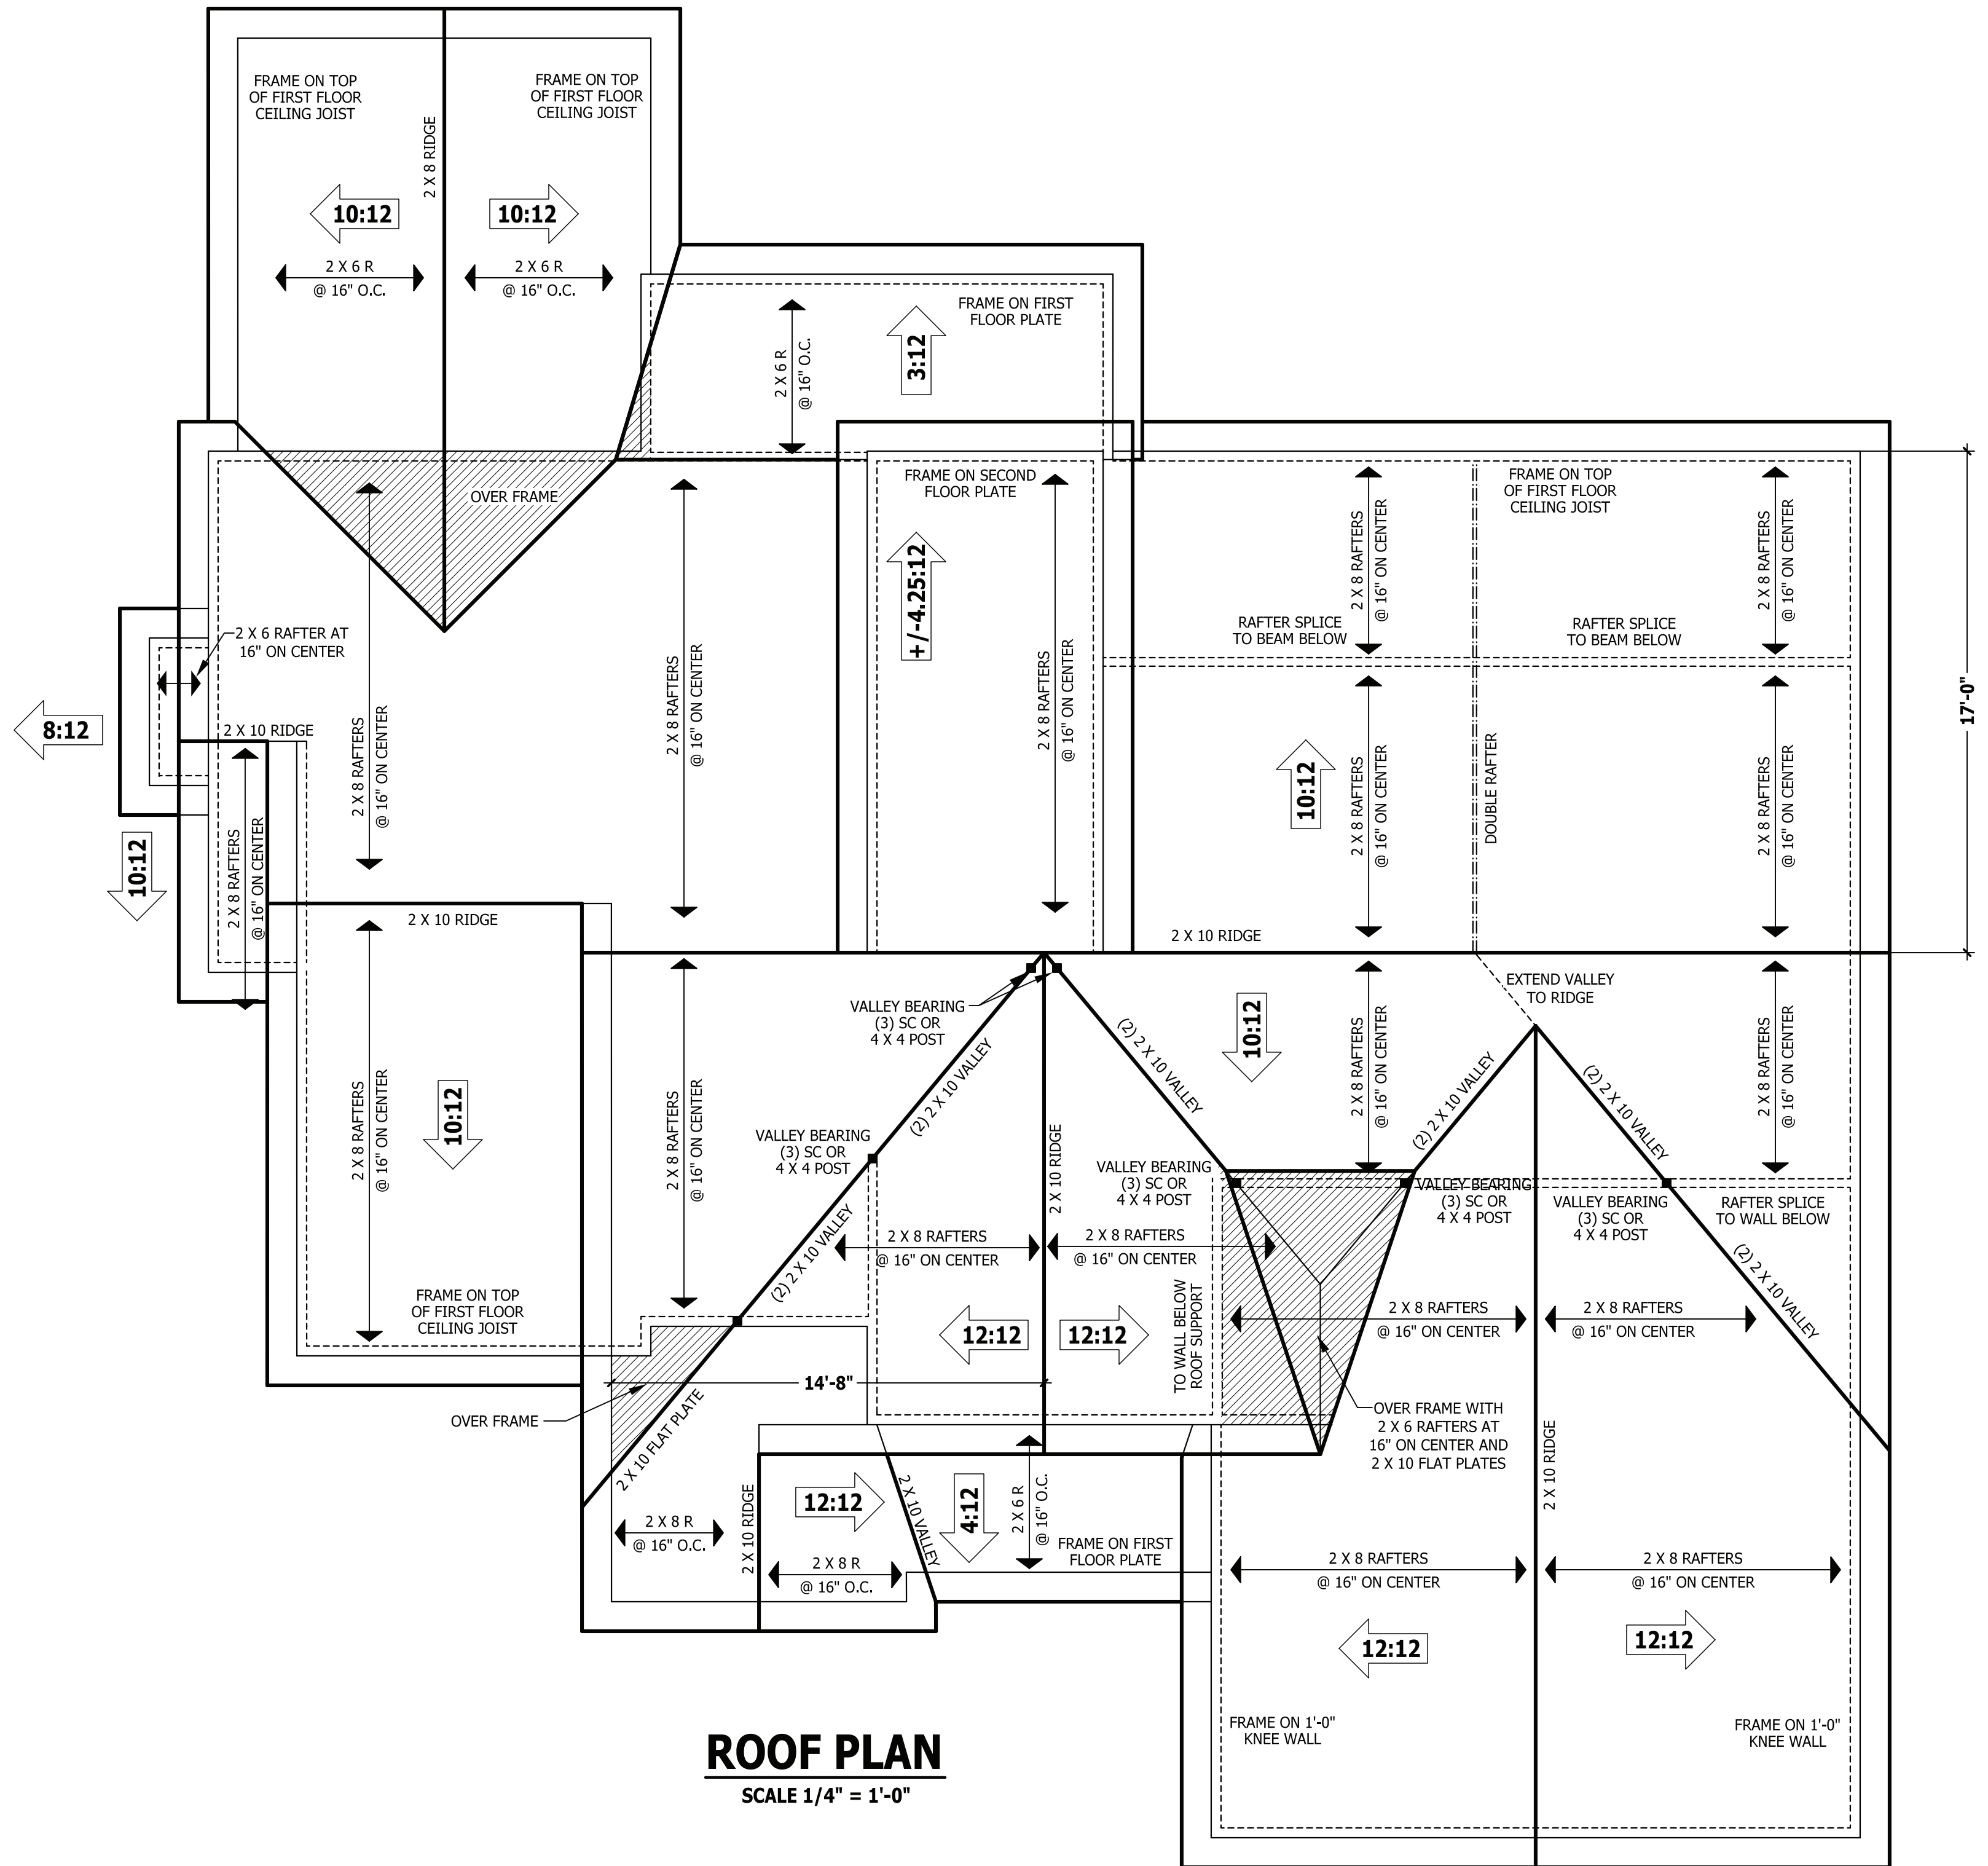 FRAME ON TOP
OF FIRST FLOOR
CEILING JOIST
2 X 8 RIDGE
FRAME ON TOP
OF FIRST FLOOR
CEILING JOIST
10:12
10:12
2 X 6 R
@ 16" O.C.
2 X 6 R
@ 16" O.C.
2 X 6 R
@ 16" O.C.
3:12
FRAME ON FIRST
FLOOR PLATE
OVER FRAME
FRAME ON SECOND
FLOOR PLATE
+/-4.25:12
FRAME ON TOP
OF FIRST FLOOR
CEILING JOIST
2 X 8 RAFTERS
@ 16" ON CENTER
2 X 8 RAFTERS
@ 16" ON CENTER
RAFTER SPLICE
TO BEAM BELOW
RAFTER SPLICE
TO BEAM BELOW
2 X 6 RAFTER AT
16" ON CENTER
8:12
2 X 10 RIDGE
10:12
2 X 8 RAFTERS
@ 16" ON CENTER
2 X 8 RAFTERS
@ 16" ON CENTER
2 X 8 RAFTERS
@ 16" ON CENTER
2 X 8 RAFTERS
@ 16" ON CENTER
10:12
2 X 8 RAFTERS
@ 16" ON CENTER
DOUBLE RAFTER
2 X 8 RAFTERS
@ 16" ON CENTER
17'-0"
2 X 10 RIDGE
2 X 10 RIDGE
EXTEND VALLEY
TO RIDGE
VALLEY BEARING
(3) SC OR
4 X 4 POST
(2) 2 X 10 VALLEY
(2) 2 X 10 VALLEY
10:12
2 X 8 RAFTERS
@ 16" ON CENTER
(2) 2 X 10 VALLEY
(2) 2 X 10 VALLEY
2 X 8 RAFTERS
@ 16" ON CENTER
2 X 8 RAFTERS
@ 16" ON CENTER
10:12
2 X 8 RAFTERS
@ 16" ON CENTER
VALLEY BEARING
(3) SC OR
4 X 4 POST
2 X 10 RIDGE
VALLEY BEARING
(3) SC OR
4 X 4 POST
VALLEY BEARING
(3) SC OR
4 X 4 POST
VALLEY BEARING
(3) SC OR
4 X 4 POST
RAFTER SPLICE
TO WALL BELOW
(2) 2 X 10 VALLEY
2 X 8 RAFTERS
@ 16" ON CENTER
2 X 8 RAFTERS
@ 16" ON CENTER
(2) 2 X 10 VALLEY
FRAME ON TOP
OF FIRST FLOOR
CEILING JOIST
12:12
12:12
TO WALL BELOW
ROOF SUPPORT
2 X 8 RAFTERS
@ 16" ON CENTER
2 X 8 RAFTERS
@ 16" ON CENTER
14'-8"
OVER FRAME
2 X 10 FLAT PLATE
OVER FRAME WITH
2 X 6 RAFTERS AT
16" ON CENTER AND
2 X 10 FLAT PLATES
2 X 10 RIDGE
2 X 8 R
@ 16" O.C.
2 X 10 RIDGE
12:12
2 X 8 R
@ 16" O.C.
2 X 10 VALLEY
4:12
2 X 6 R
@ 16" O.C.
FRAME ON FIRST
FLOOR PLATE
2 X 8 RAFTERS
@ 16" ON CENTER
2 X 8 RAFTERS
@ 16" ON CENTER
12:12
12:12
FRAME ON 1'-0"
KNEE WALL
FRAME ON 1'-0"
KNEE WALL
ROOF PLAN
SCALE 1/4" = 1'-0"